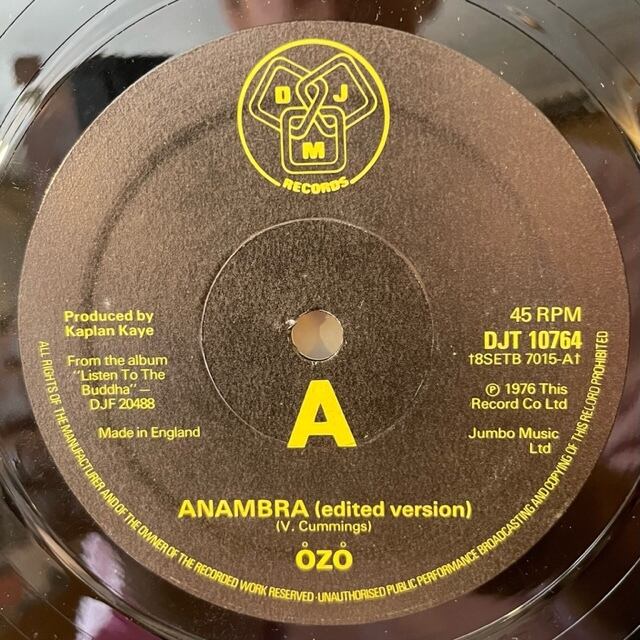 D J
M
RECORDS
Produced by
Kaplan Kaye
From the album
"Listen To The
Buddha"—
DJF 20488
Made in England
45 RPM
DJT 10764
†8SETB 7015-A†
℗ 1976 This
Record Co Ltd
Jumbo Music
Ltd
A
ANAMBRA (edited version)
(V. Cummings)
O̊ZO̊
ALL RIGHTS OF THE MANUFACTURER AND OF THE OWNER OF THE RECORDED WORK RESERVED·UNAUTHORISED PUBLIC PERFORMANCE BROADCASTING AND COPYING OF THIS RECORD PROHIBITED